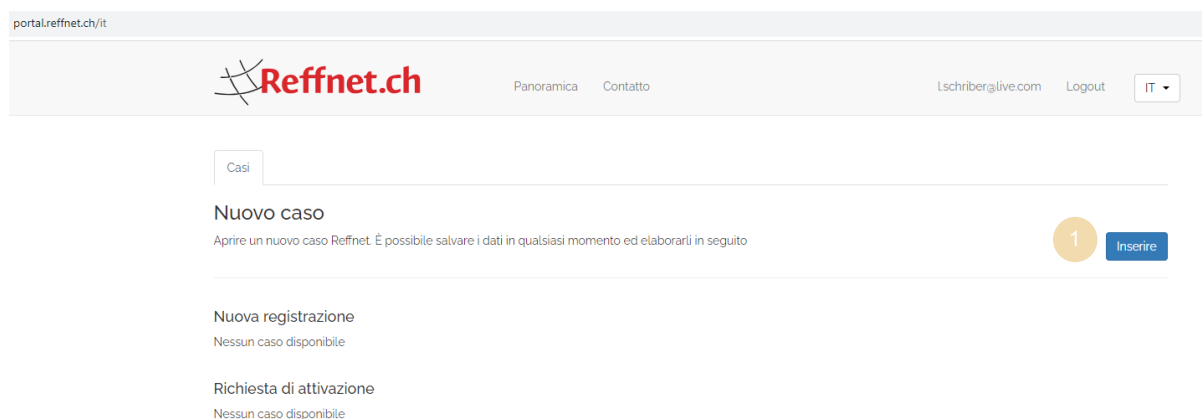 portal.reffnet.ch/it
Reffnet.ch Panoramica Contatto l.schriber@live.com Logout IT
Casi
Nuovo caso
Aprire un nuovo caso Reffnet. È possibile salvare i dati in qualsiasi momento ed elaborarli in seguito
1 Inserire
Nuova registrazione
Nessun caso disponibile
Richiesta di attivazione
Nessun caso disponibile